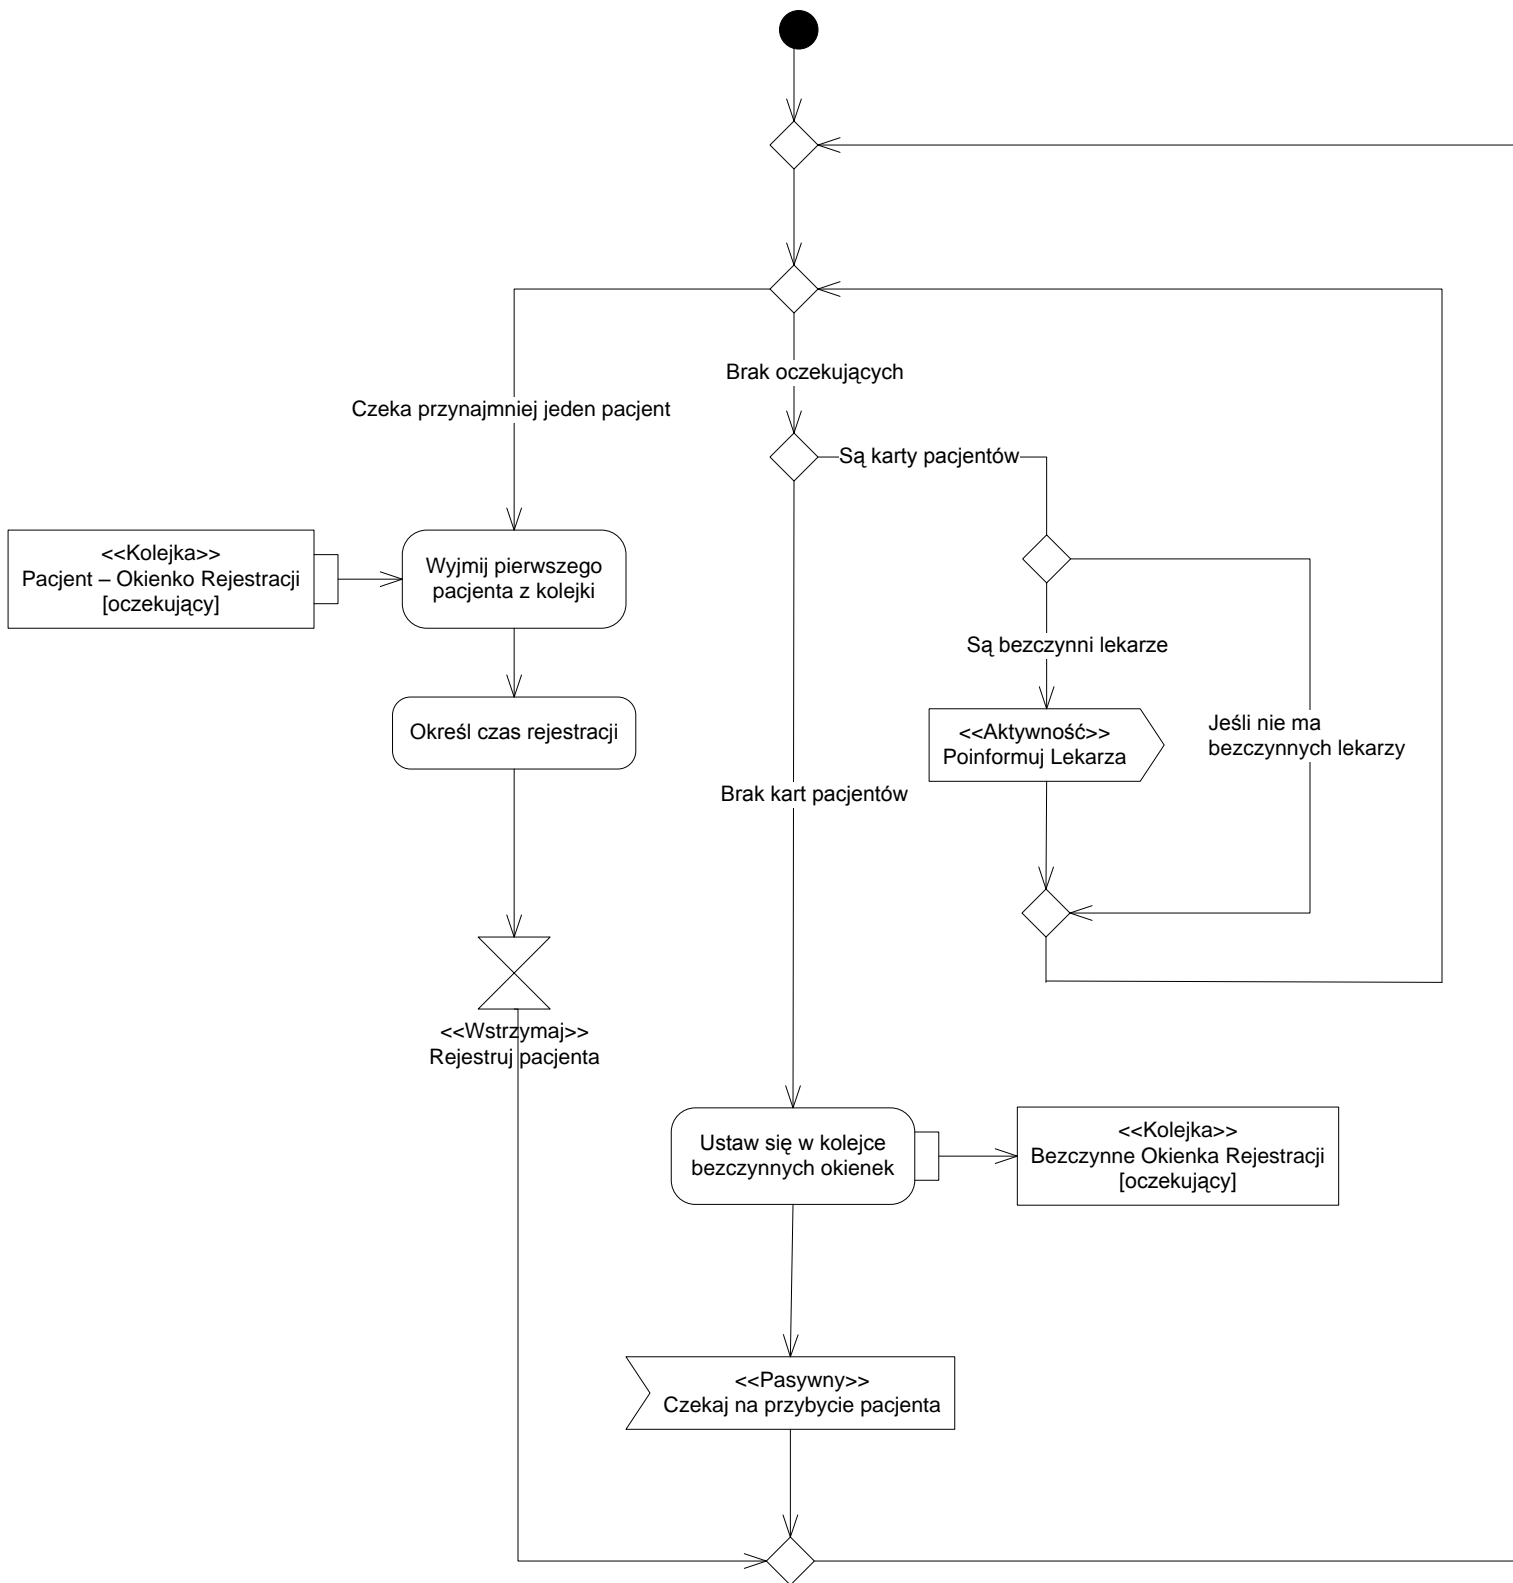 Brak oczekujących
Czeka przynajmniej jeden pacjent
Są karty pacjentów
<<Kolejka>>
Pacjent – Okienko Rejestracji
[oczekujący]
Wyjmij pierwszego
pacjenta z kolejki
Są bezczynni lekarze
Określ czas rejestracji
<<Aktywność>>
Poinformuj Lekarza
Jeśli nie ma
bezczynnych lekarzy
Brak kart pacjentów
<<Wstrzymaj>>
Rejestruj pacjenta
Ustaw się w kolejce
bezczynnych okienek
<<Kolejka>>
Bezczynne Okienka Rejestracji
[oczekujący]
<<Pasywny>>
Czekaj na przybycie pacjenta